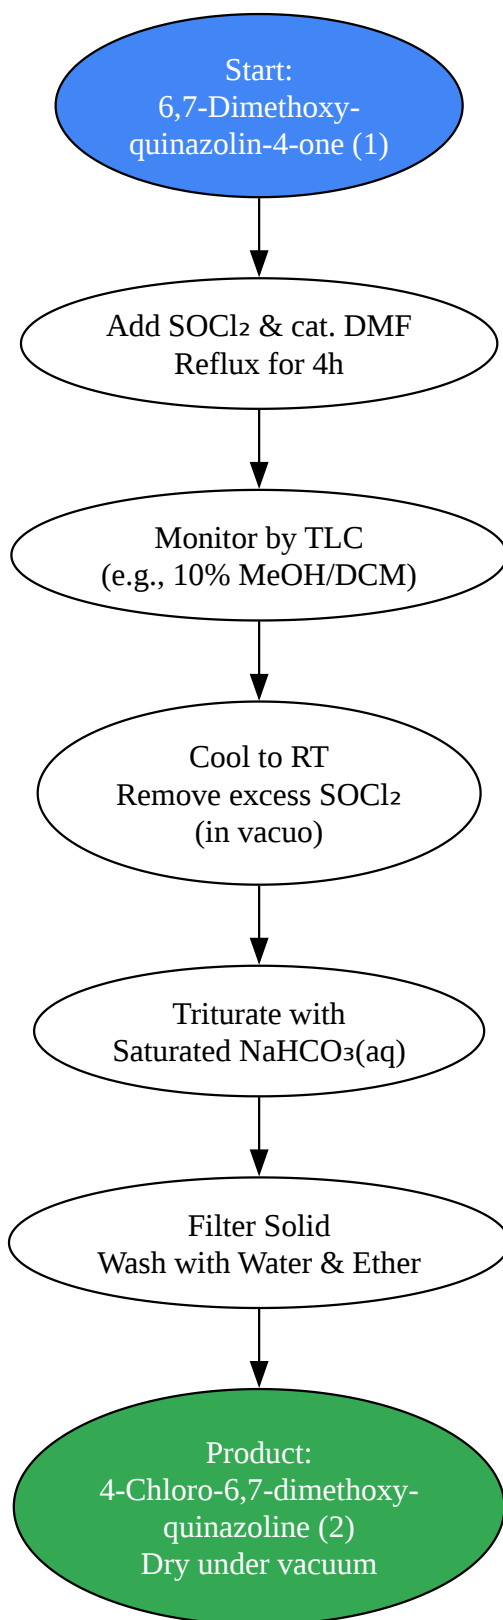 Start:
6,7-Dimethoxy-
quinazolin-4-one (1)
Add SOCl₂ & cat. DMF
Reflux for 4h
Monitor by TLC
(e.g., 10% MeOH/DCM)
Cool to RT
Remove excess SOCl₂
(in vacuo)
Triturate with
Saturated NaHCO₃(aq)
Filter Solid
Wash with Water & Ether
Product:
4-Chloro-6,7-dimethoxy-
quinazoline (2)
Dry under vacuum